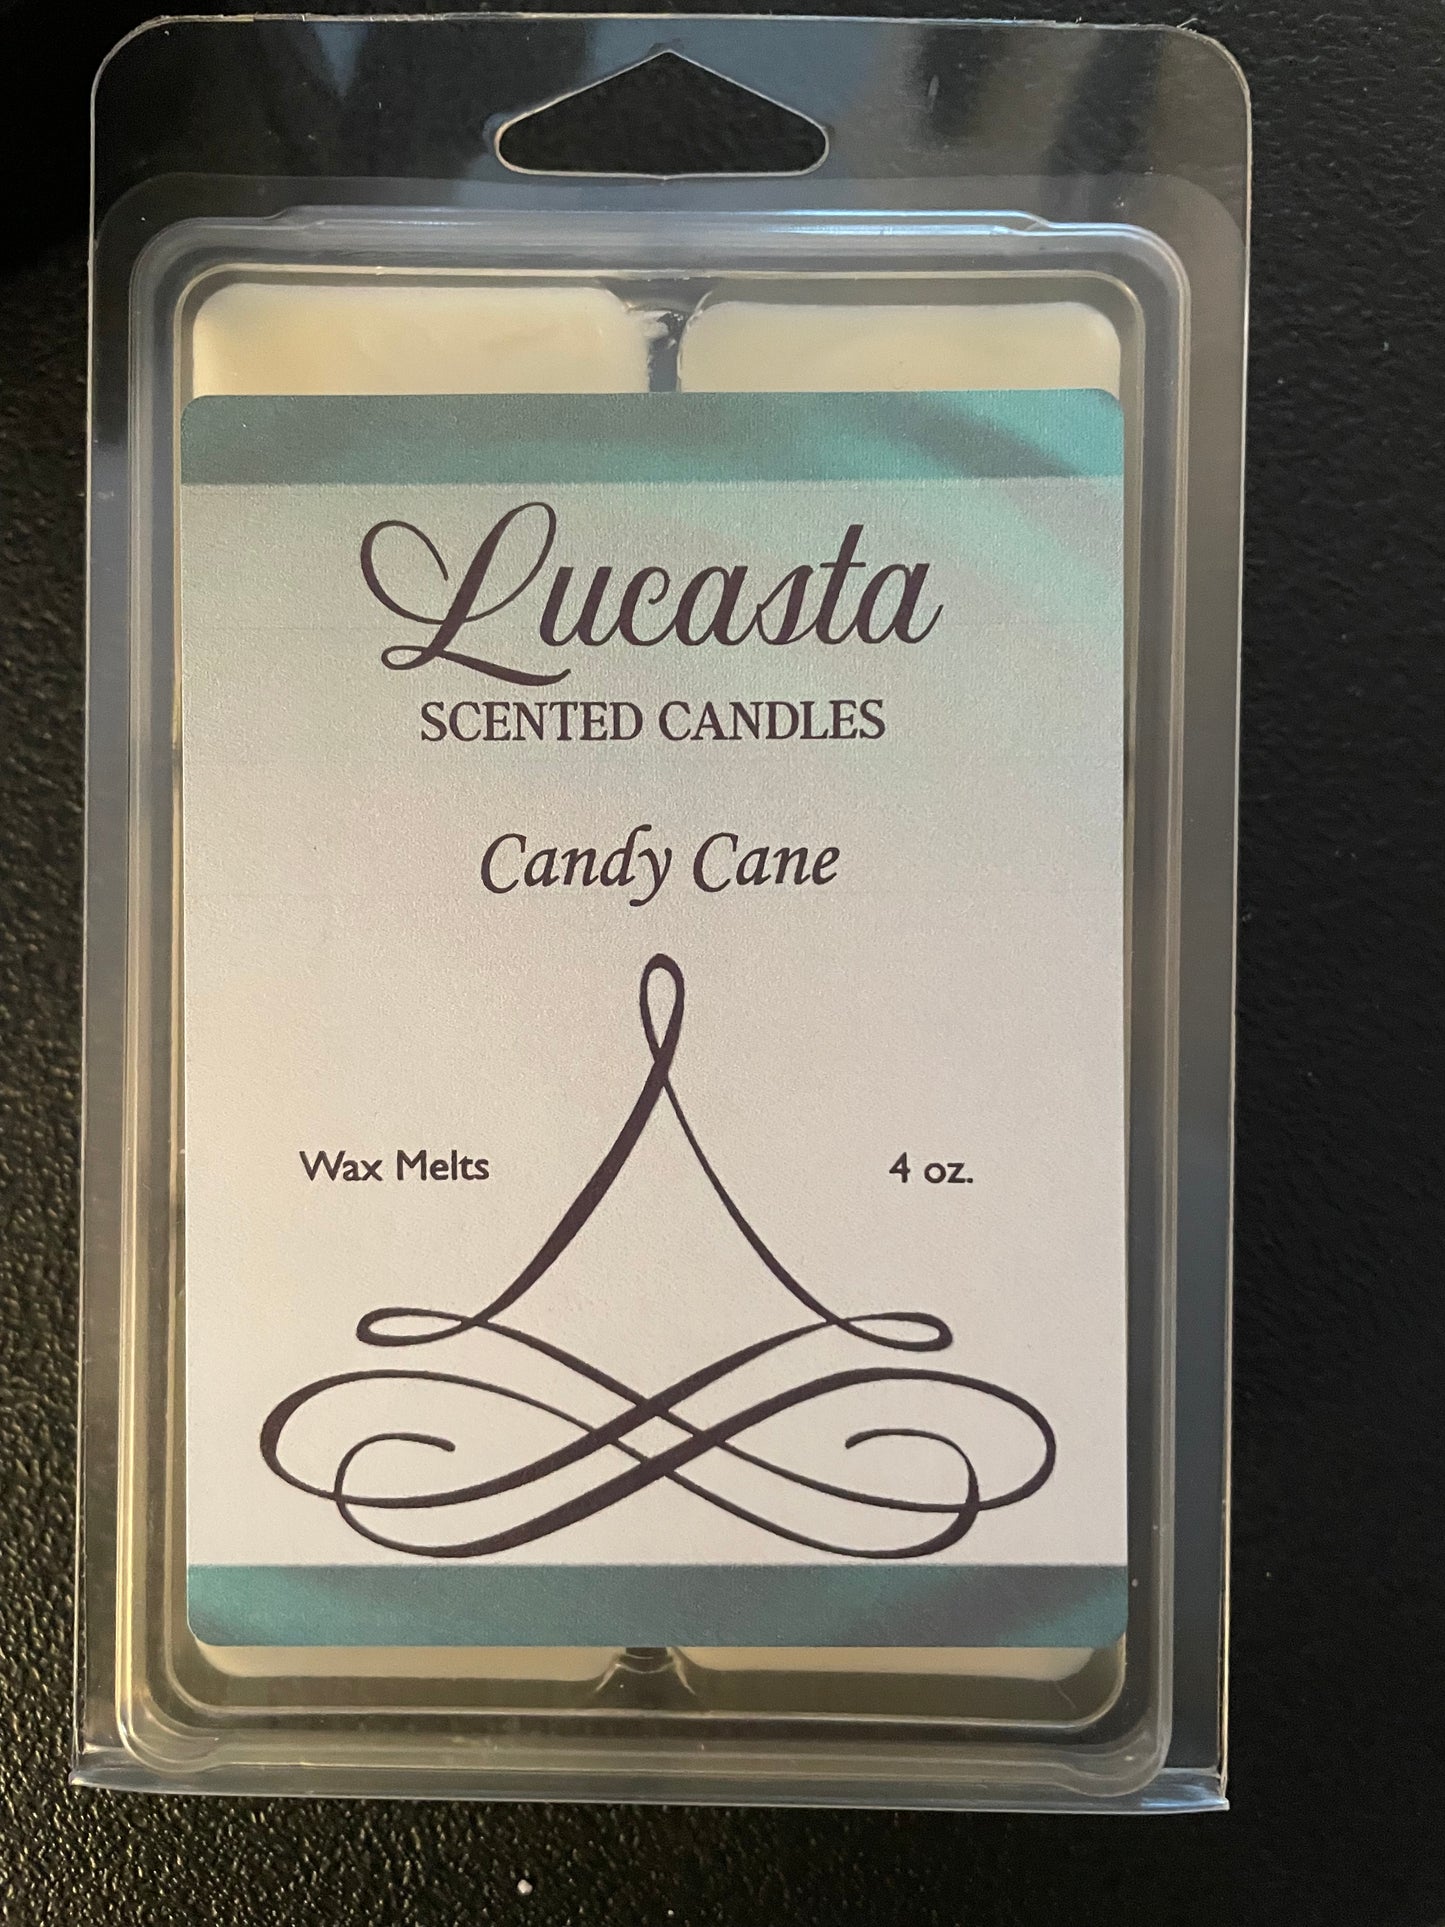 Lucasta
SCENTED CANDLES
Candy Cane
Wax Melts
4 oz.